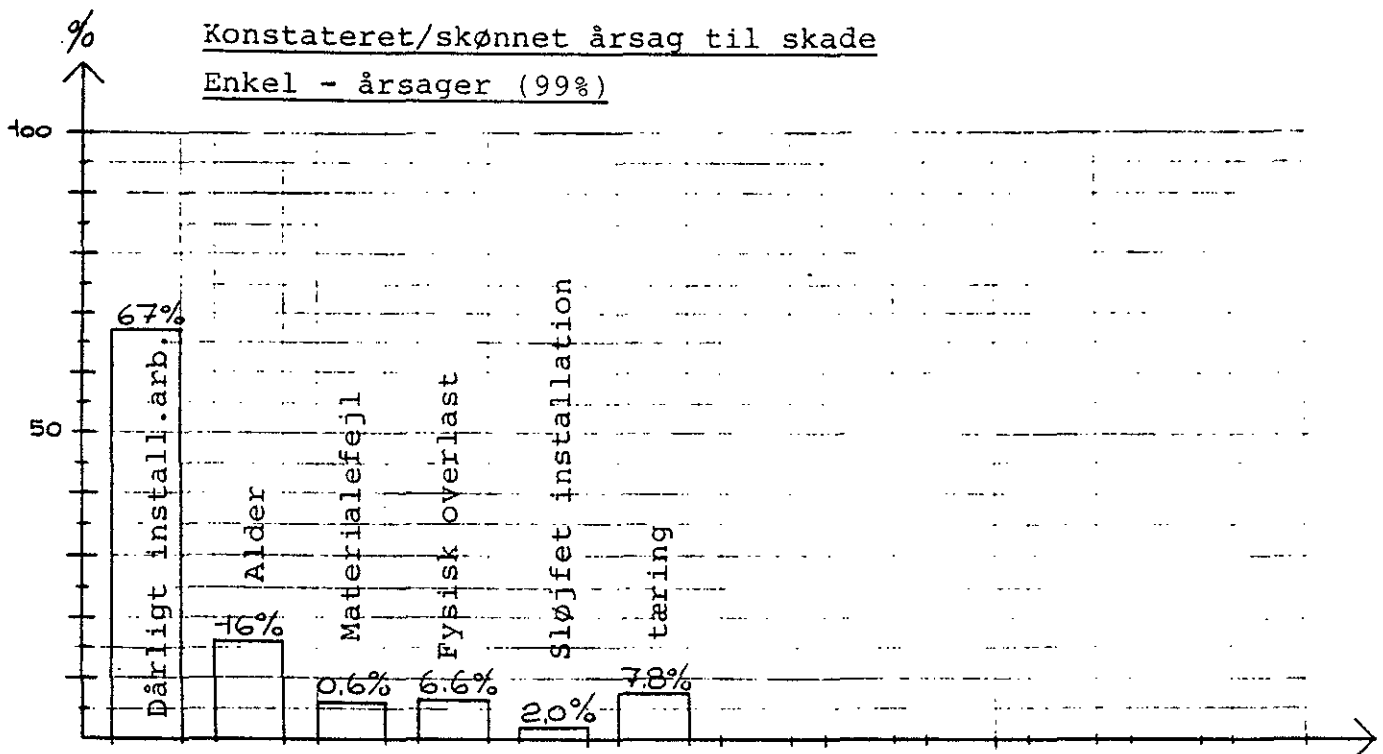 %
Konstateret/skønnet årsag til skade
Enkel - årsager (99%)
100
50
67%
Dårligt install.arb.
16%
Alder
0.6%
Materialefejl
6.6%
Fysisk overlast
2,0%
Sløjfet installation
7,8%
tæring